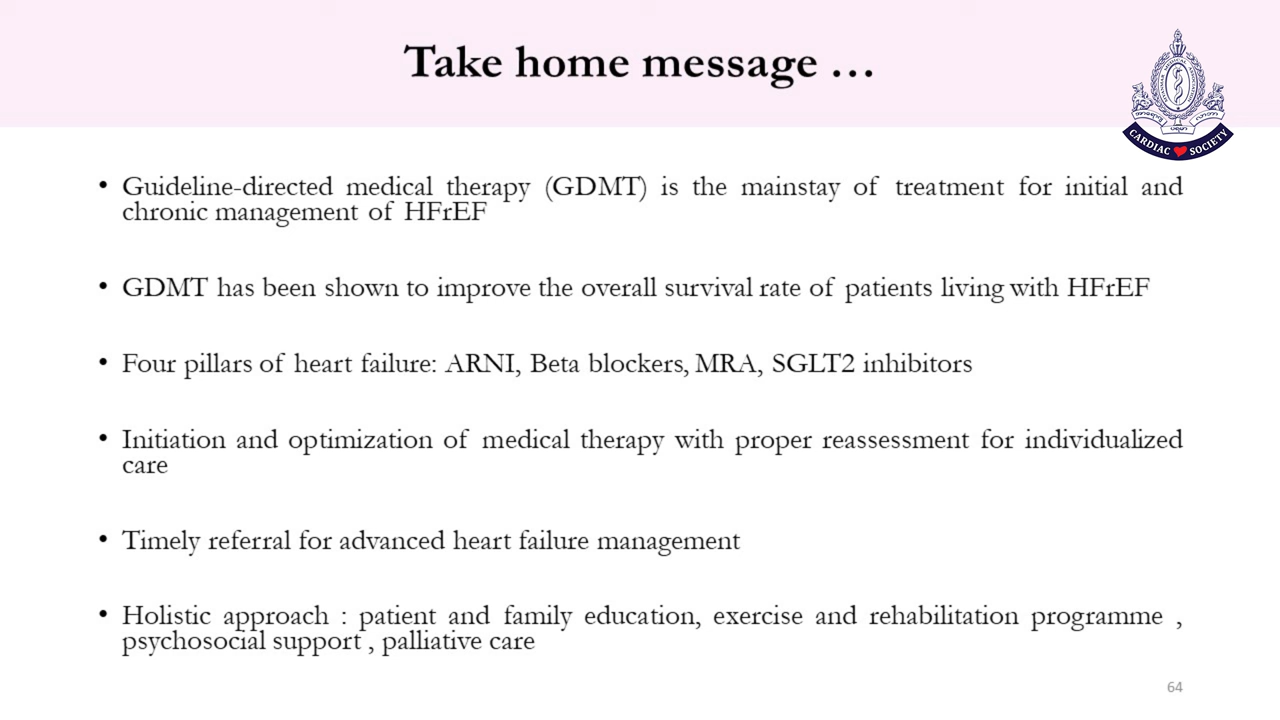 Take home message …
CARDIAC SOCIETY
• Guideline-directed medical therapy (GDMT) is the mainstay of treatment for initial and
chronic management of HFrEF
• GDMT has been shown to improve the overall survival rate of patients living with HFrEF
• Four pillars of heart failure: ARNI, Beta blockers, MRA, SGLT2 inhibitors
• Initiation and optimization of medical therapy with proper reassessment for individualized
care
• Timely referral for advanced heart failure management
• Holistic approach : patient and family education, exercise and rehabilitation programme ,
psychosocial support , palliative care
64